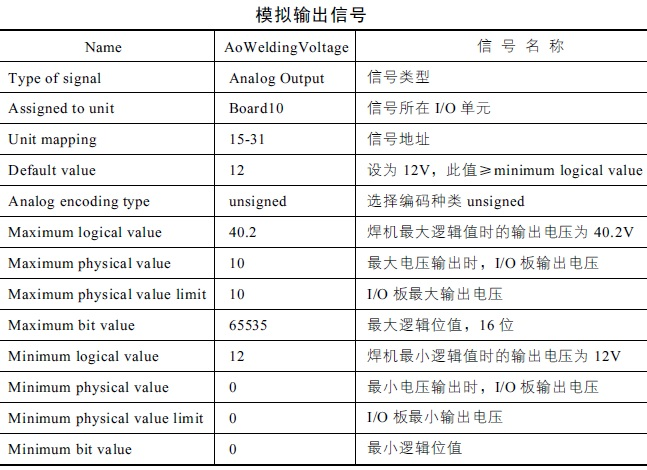 模拟输出信号
Name AoWeldingVoltage 信 号 名 称
Type of signal Analog Output 信号类型
Assigned to unit Board10 信号所在 I/O 单元
Unit mapping 15-31 信号地址
Default value 12 设为 12V，此值≥minimum logical value
Analog encoding type unsigned 选择编码种类 unsigned
Maximum logical value 40.2 焊机最大逻辑值时的输出电压为 40.2V
Maximum physical value 10 最大电压输出时，I/O 板输出电压
Maximum physical value limit 10 I/O 板最大输出电压
Maximum bit value 65535 最大逻辑位值，16 位
Minimum logical value 12 焊机最小逻辑值时的输出电压为 12V
Minimum physical value 0 最小电压输出时，I/O 板输出电压
Minimum physical value limit 0 I/O 板最小输出电压
Minimum bit value 0 最小逻辑位值